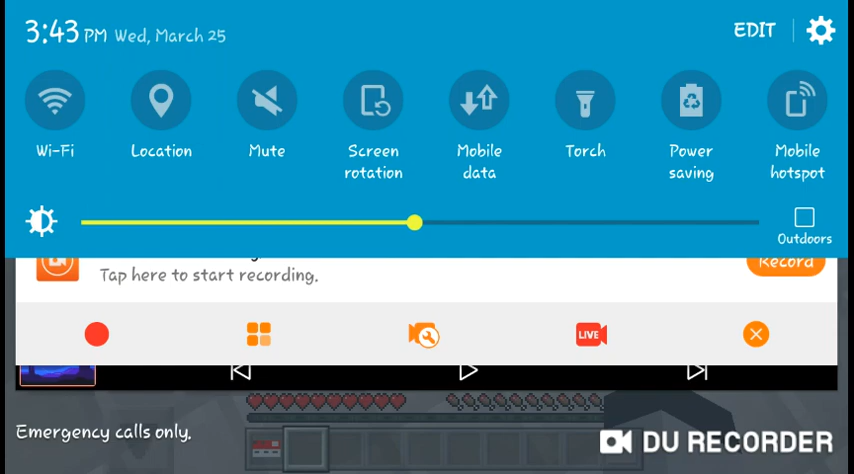 3:43 PM Wed, March 25
EDIT
Wi-Fi
Location
Mute
Screen rotation
Mobile data
Torch
Power saving
Mobile hotspot
Outdoors
Tap here to start recording.
Record
LIVE
Emergency calls only.
DU RECORDER